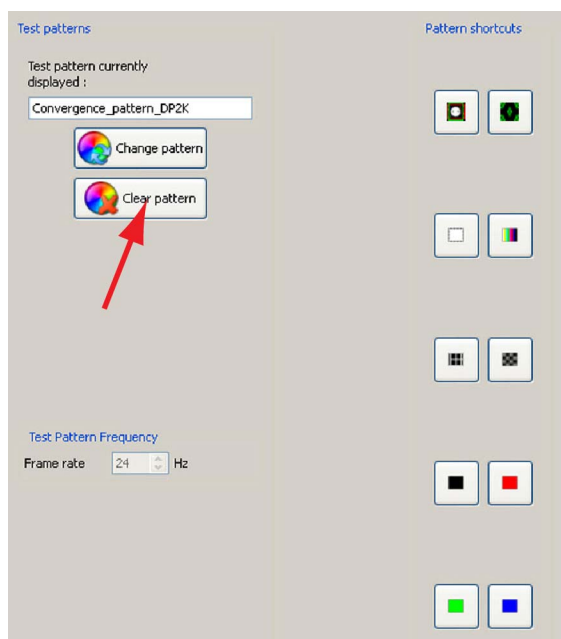 Test patterns
Pattern shortcuts
Test pattern currently
displayed :
Convergence_pattern_DP2K
Change pattern
Clear pattern
Test Pattern Frequency
Frame rate 24 Hz